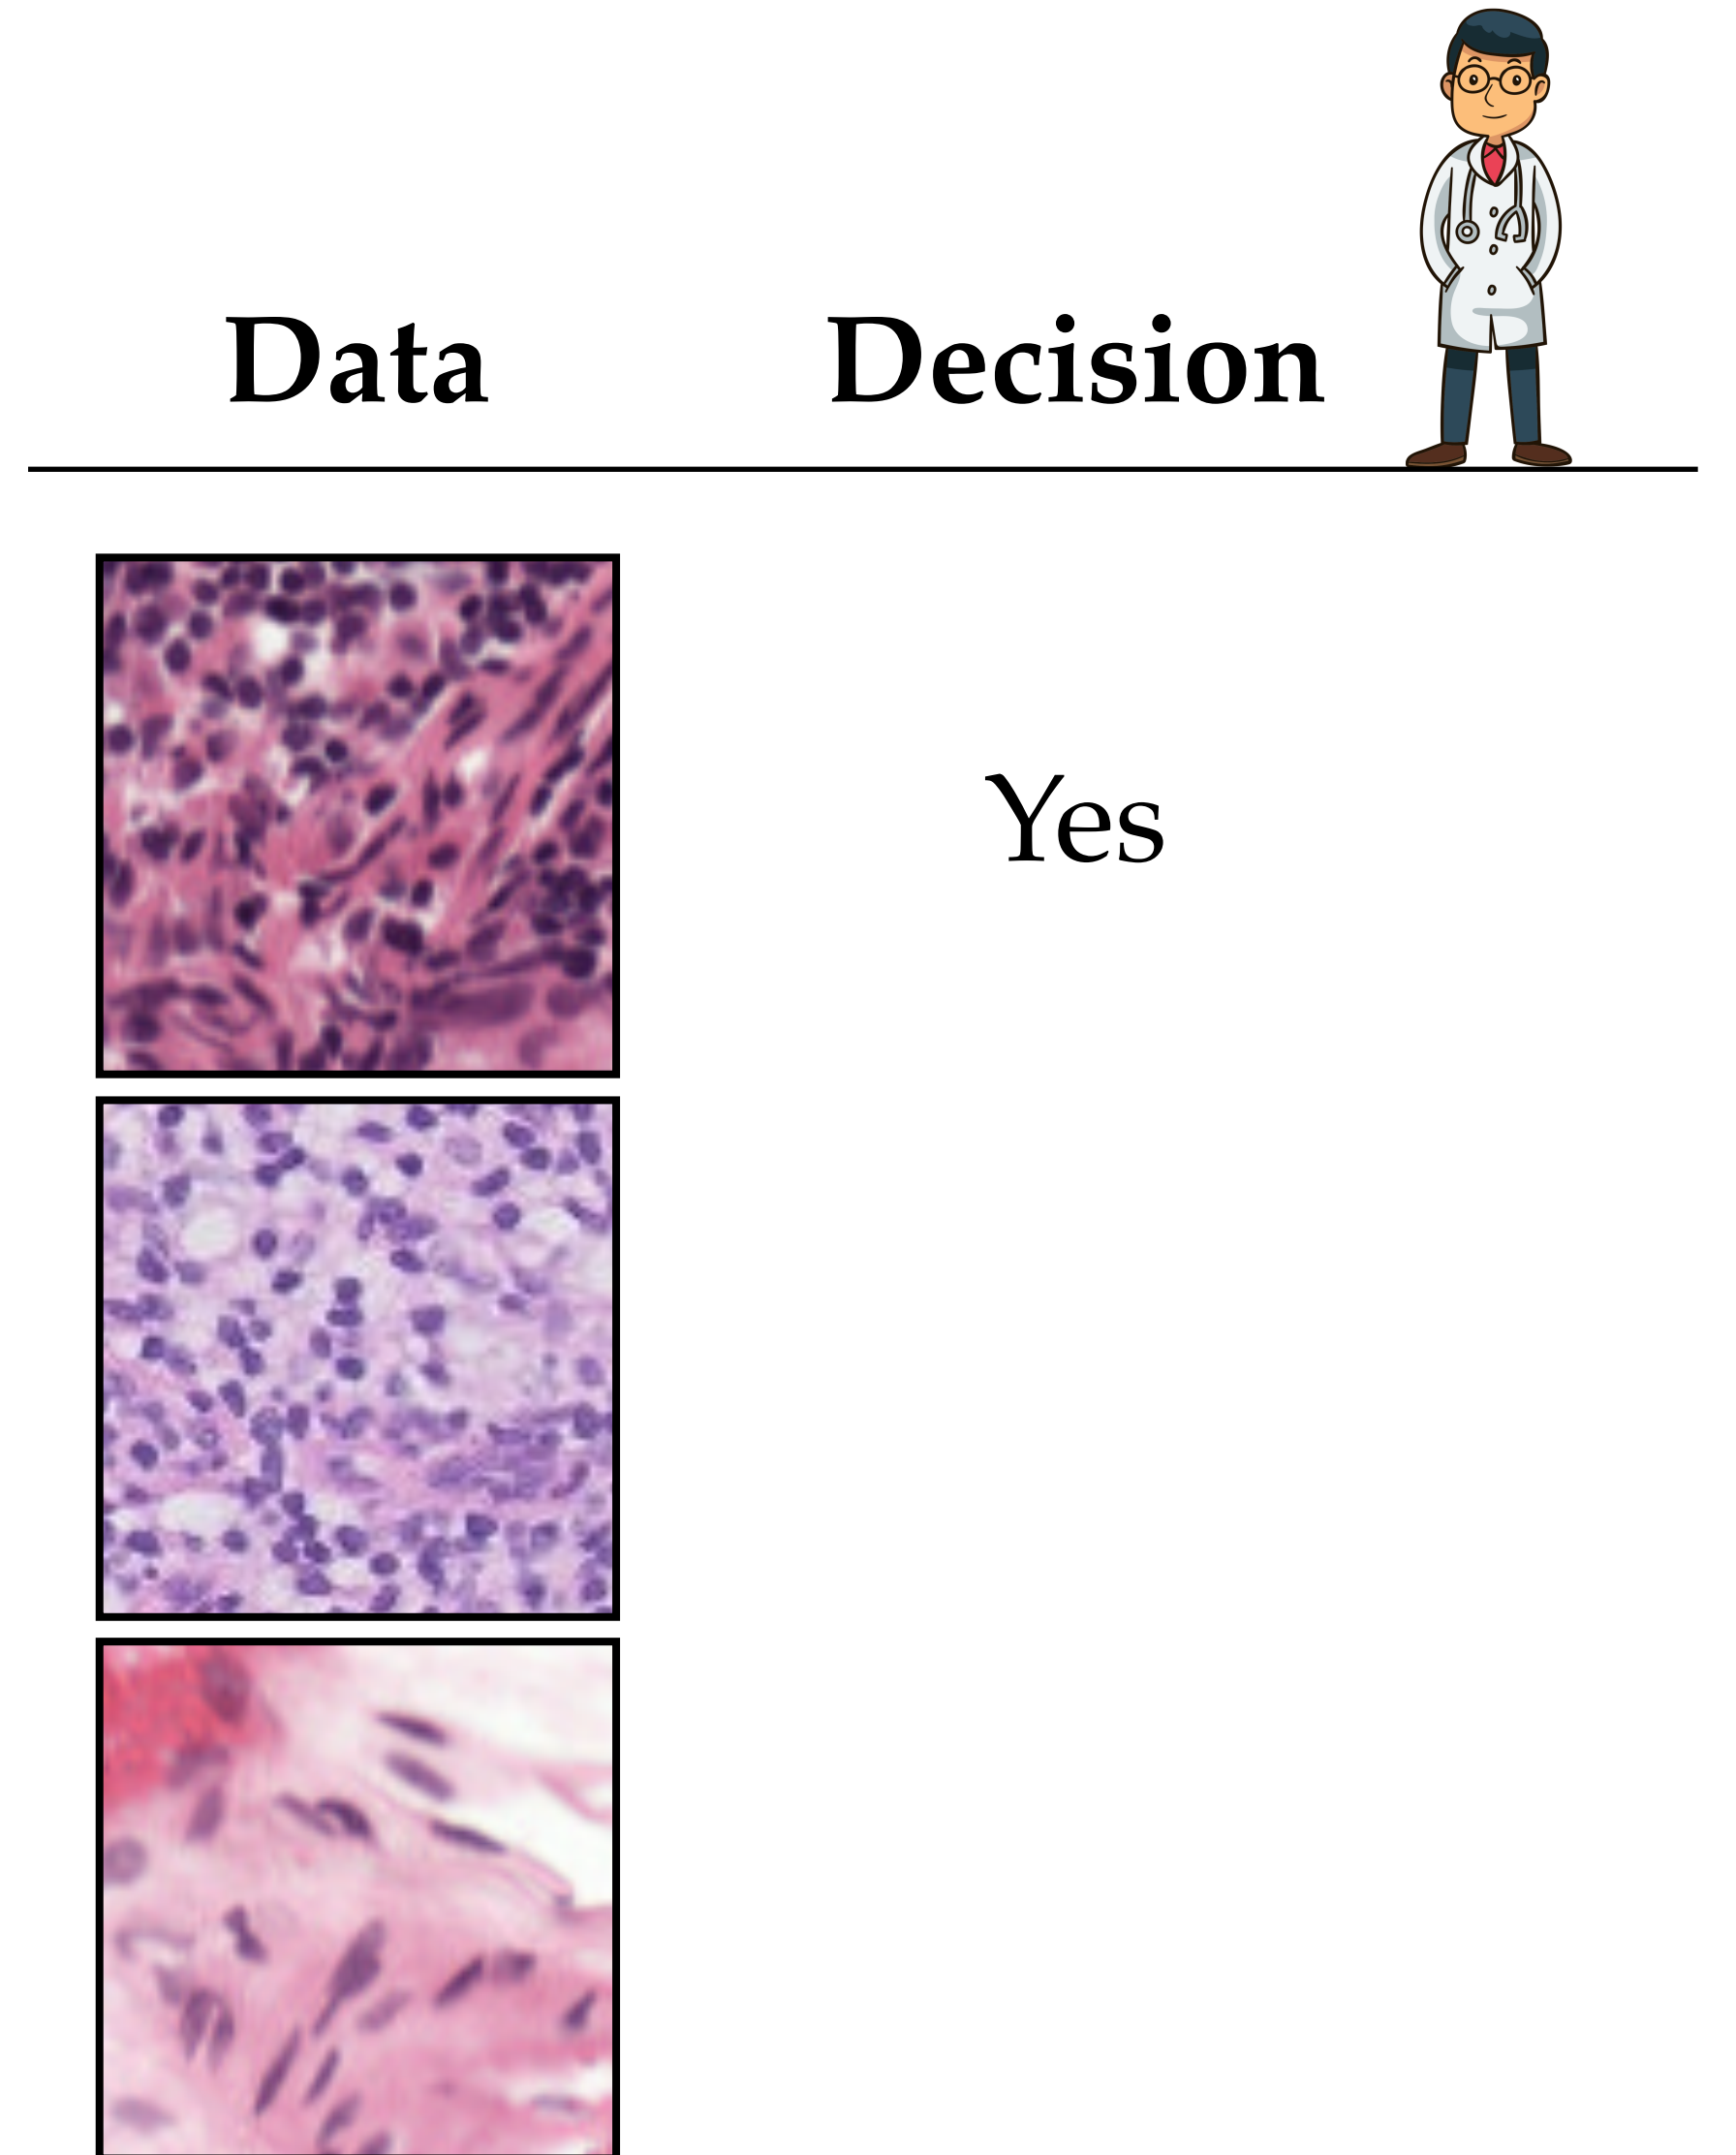 Data Decision
Yes